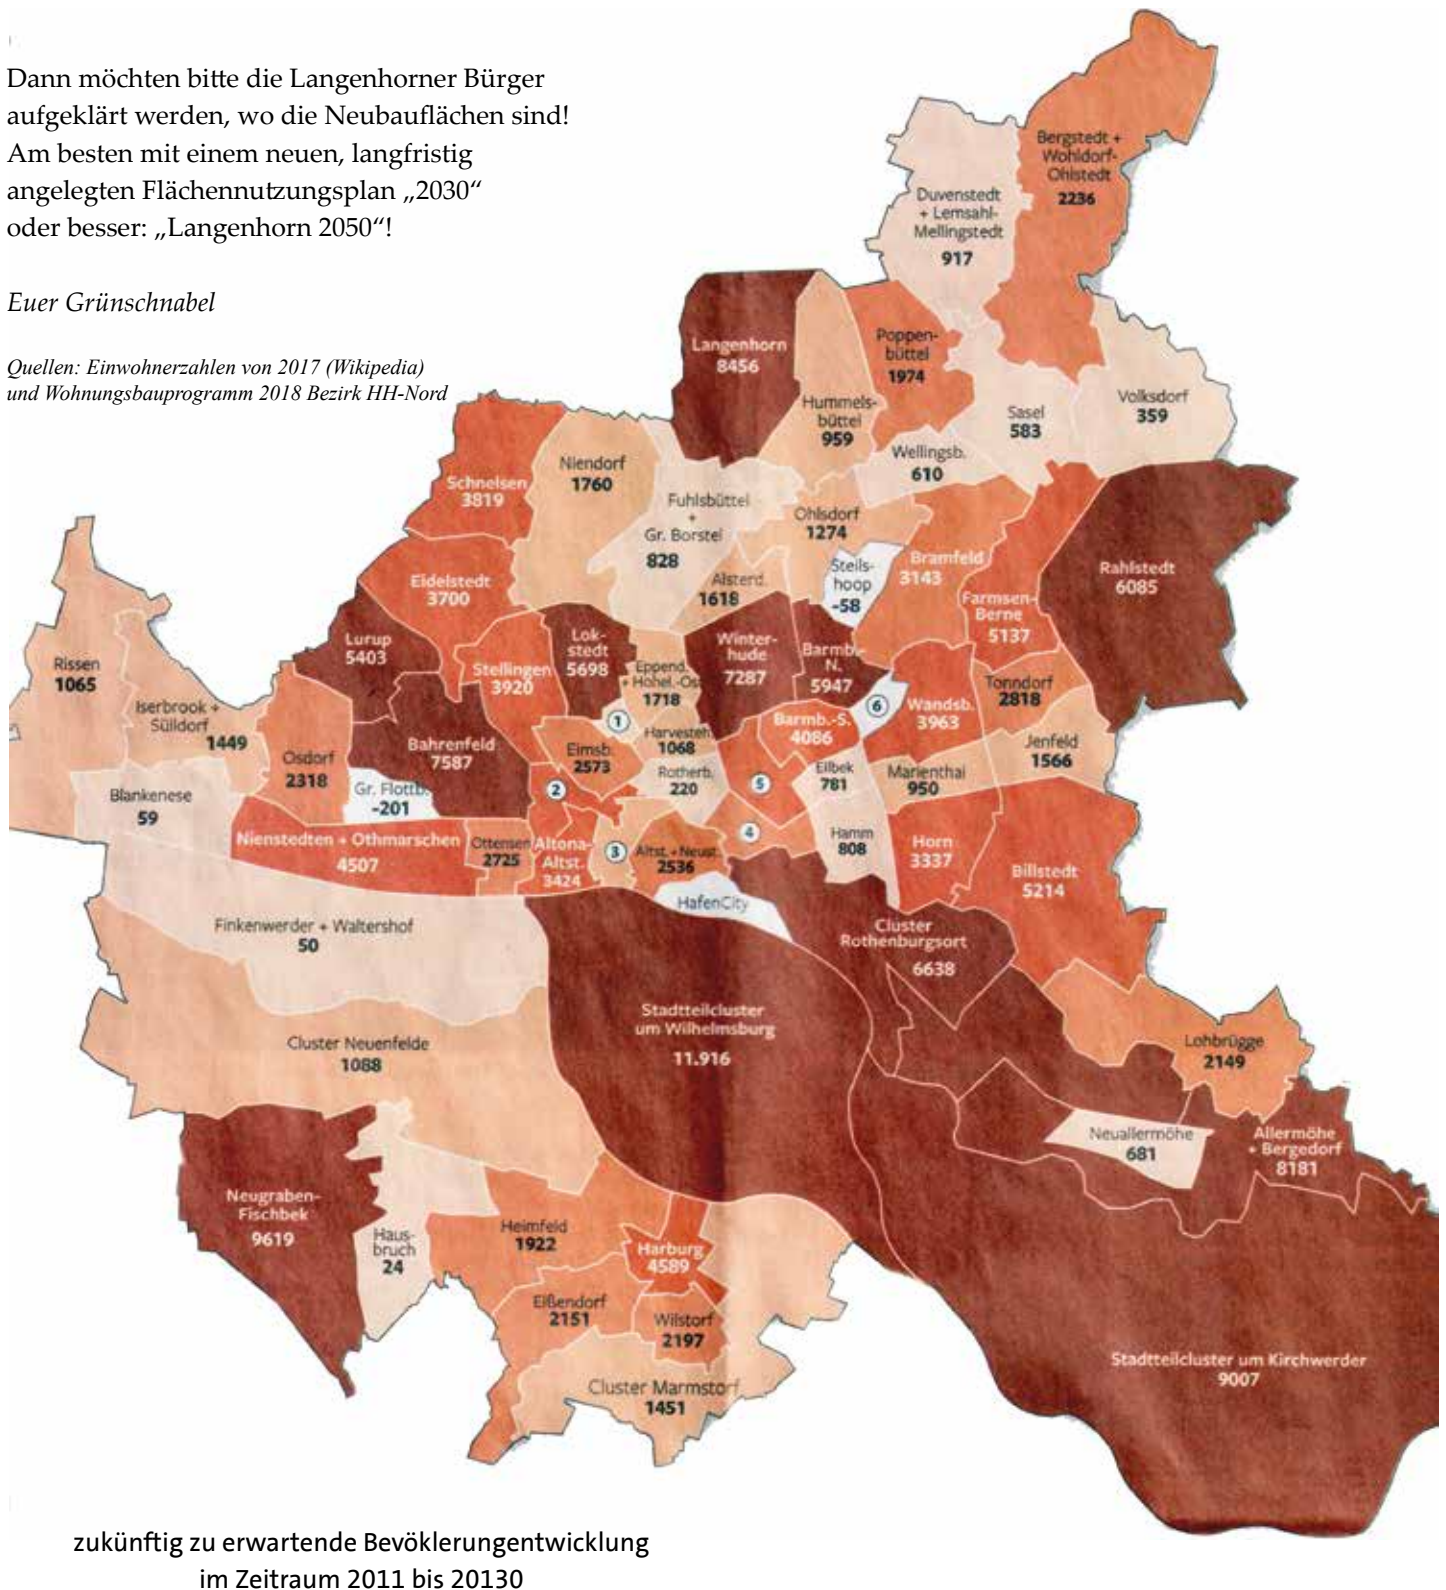 Dann möchten bitte die Langenhorner Bürger
aufgeklärt werden, wo die Neubauflächen sind!
Am besten mit einem neuen, langfristig
angelegten Flächennutzungsplan „2030“
oder besser: „Langenhorn 2050“!
Euer Grünschnabel
Quellen: Einwohnerzahlen von 2017 (Wikipedia)
und Wohnungsbauprogramm 2018 Bezirk HH-Nord
Bergstedt +
Wohldorf-
Ohlstedt
2236
Duvenstedt
+ Lemsahl-
Mellingstedt
917
Langenhorn
8456
Poppen-
büttel
1974
Hummels-
büttel
959
Sasel
583
Volksdorf
359
Wellingsb.
610
Schnelsen
3819
Niendorf
1760
Fuhlsbüttel
+
Gr. Borstel
828
Ohlsdorf
1274
Steils-
hoop
-58
Bramfeld
3143
Farmsen-
Berne
5137
Rahlstedt
6085
Eidelstedt
3700
Alsterd.
1618
Lurup
5403
Stellingen
3920
Lok-
stedt
5698
Eppend.
+ Hohel.-Ost
1718
Winter-
hude
7287
Barmb.-
N.
5947
Rissen
1065
Iserbrook +
Sülldorf
1449
Osdorf
2318
Bahrenfeld
7587
1
Harvesteh.
1068
Barmb.-S.
4086
6
Wandsb.
3963
Tonndorf
2818
Jenfeld
1566
Eimsb.
2573
Rotherb.
220
5
Eilbek
781
Marienthal
950
Blankenese
59
Gr. Flottb.
-201
2
Nienstedten + Othmarschen
4507
Ottensen
2725
Altona-
Altst.
3424
3
Altst. + Neust.
2536
4
Hamm
808
Horn
3337
Billstedt
5214
HafenCity
Finkenwerder + Waltershof
50
Cluster
Rothenburgsort
6638
Stadtteilcluster
um Wilhelmsburg
11.916
Cluster Neuenfelde
1088
Lohbrügge
2149
Neuallermöhe
681
Allermöhe
+ Bergedorf
8181
Neugraben-
Fischbek
9619
Haus-
bruch
24
Heimfeld
1922
Harburg
4589
Eißendorf
2151
Wilstorf
2197
Cluster Marmstorf
1451
Stadtteilcluster um Kirchwerder
9007
zukünftig zu erwartende Bevöklerungentwicklung
im Zeitraum 2011 bis 20130